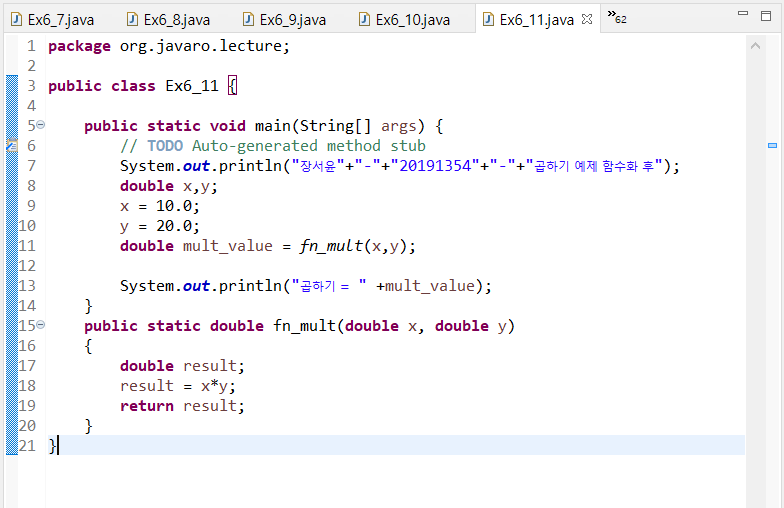 Ex6_7.java Ex6_8.java Ex6_9.java Ex6_10.java Ex6_11.java »62
1 package org.javaro.lecture;
2
3 public class Ex6_11 {
4
5 public static void main(String[] args) {
6 // TODO Auto-generated method stub
7 System.out.println("장서윤"+"-"+"20191354"+"-"+"곱하기 예제 함수화 후");
8 double x,y;
9 x = 10.0;
10 y = 20.0;
11 double mult_value = fn_mult(x,y);
12
13 System.out.println("곱하기 = " +mult_value);
14 }
15 public static double fn_mult(double x, double y)
16 {
17 double result;
18 result = x*y;
19 return result;
20 }
21 }